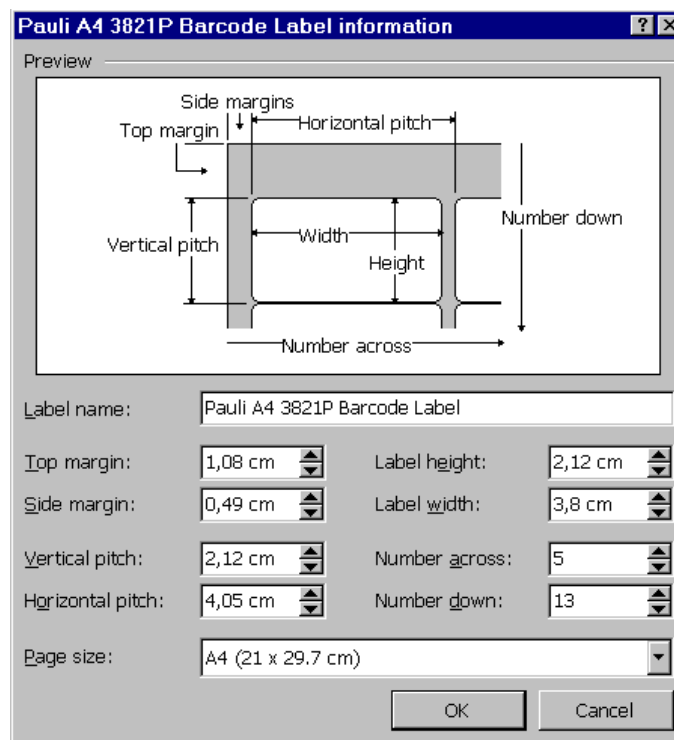 Pauli A4 3821P Barcode Label information
Preview
Side margins
Top margin
Horizontal pitch
Number down
Vertical pitch
Width
Height
Number across
Label name: Pauli A4 3821P Barcode Label
Top margin: 1,08 cm Label height: 2,12 cm
Side margin: 0,49 cm Label width: 3,8 cm
Vertical pitch: 2,12 cm Number across: 5
Horizontal pitch: 4,05 cm Number down: 13
Page size: A4 (21 x 29.7 cm)
OK Cancel